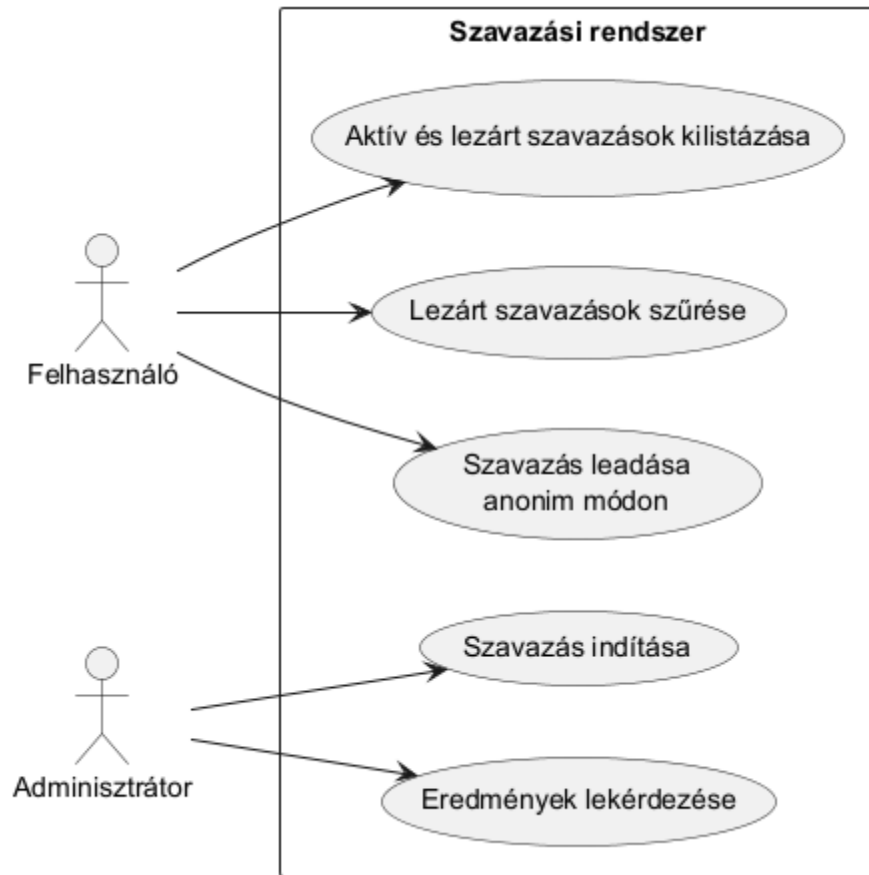 Szavazási rendszer
Aktív és lezárt szavazások kilistázása
Lezárt szavazások szűrése
Felhasználó
Szavazás leadása
anonim módon
Szavazás indítása
Adminisztrátor
Eredmények lekérdezése